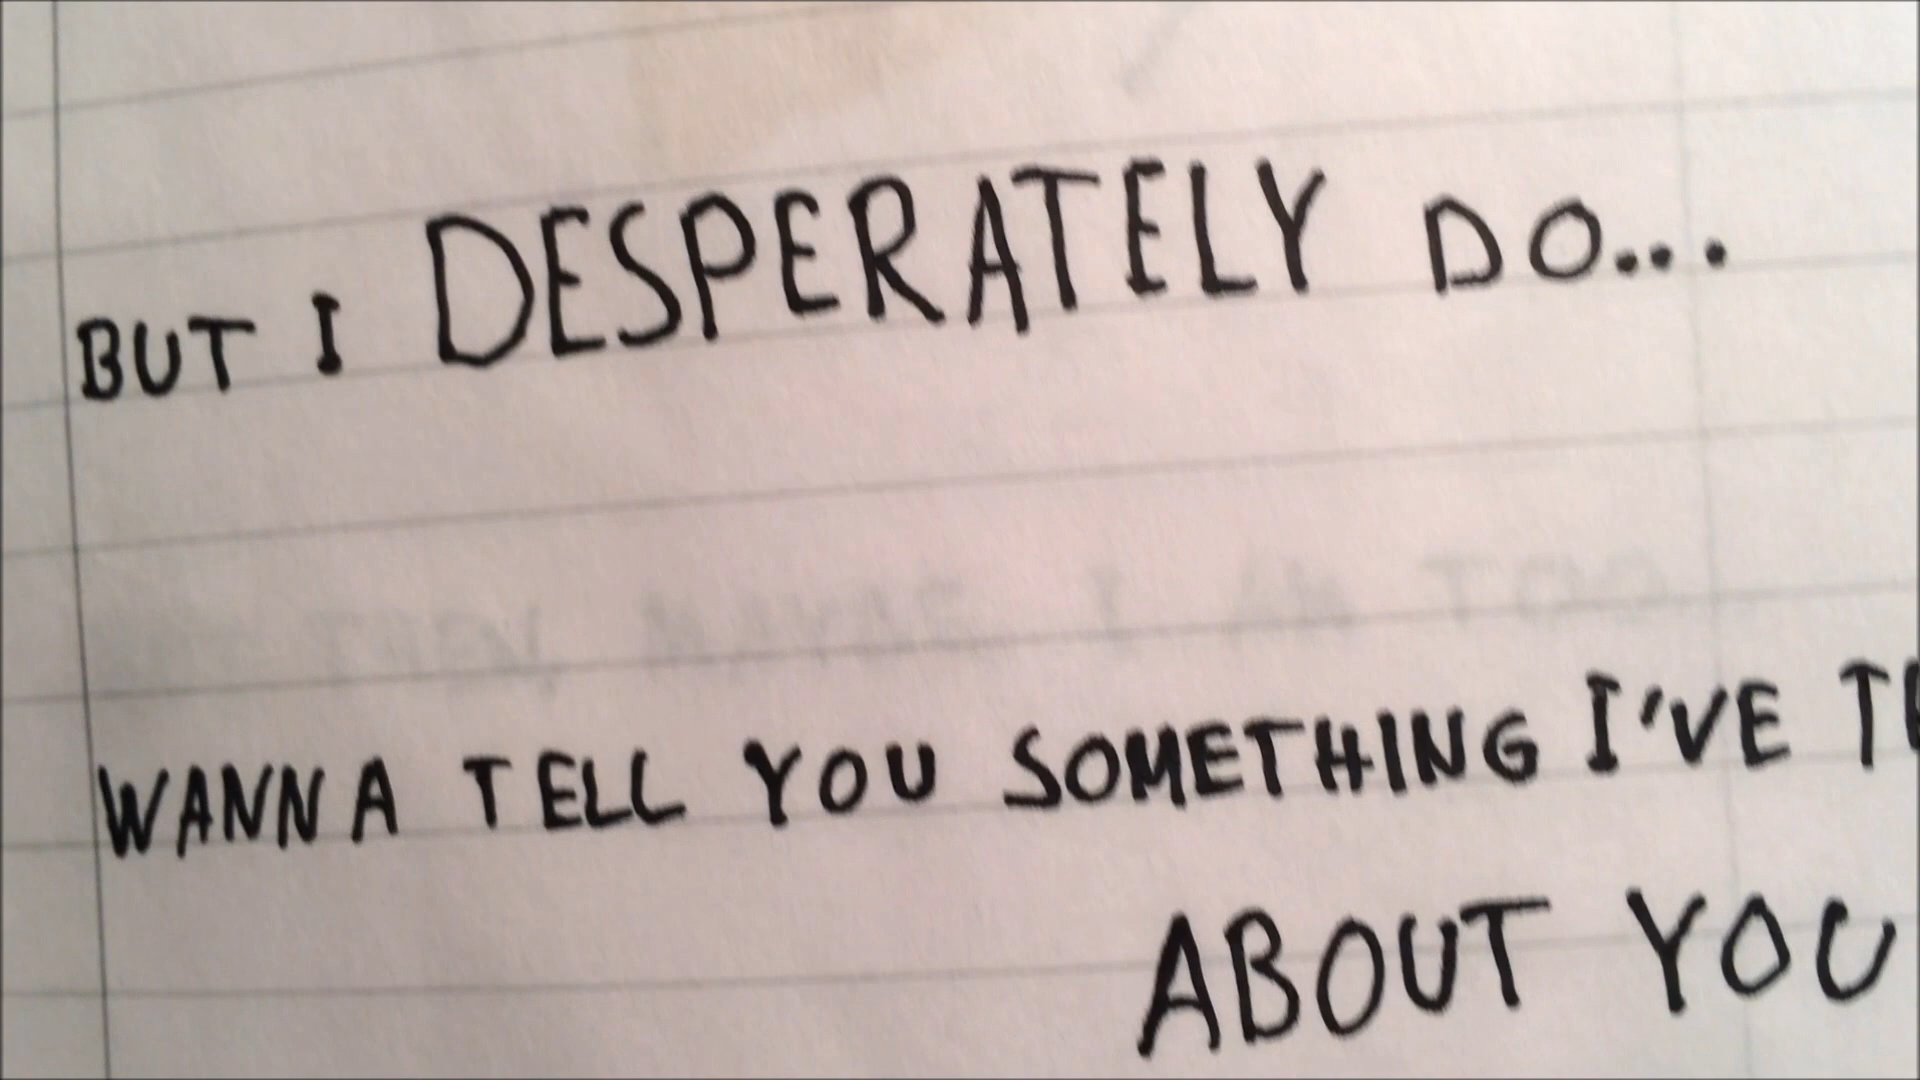 BUT I DESPERATELY DO...
WANNA TELL YOU SOMETHING I'VE
ABOUT YOU